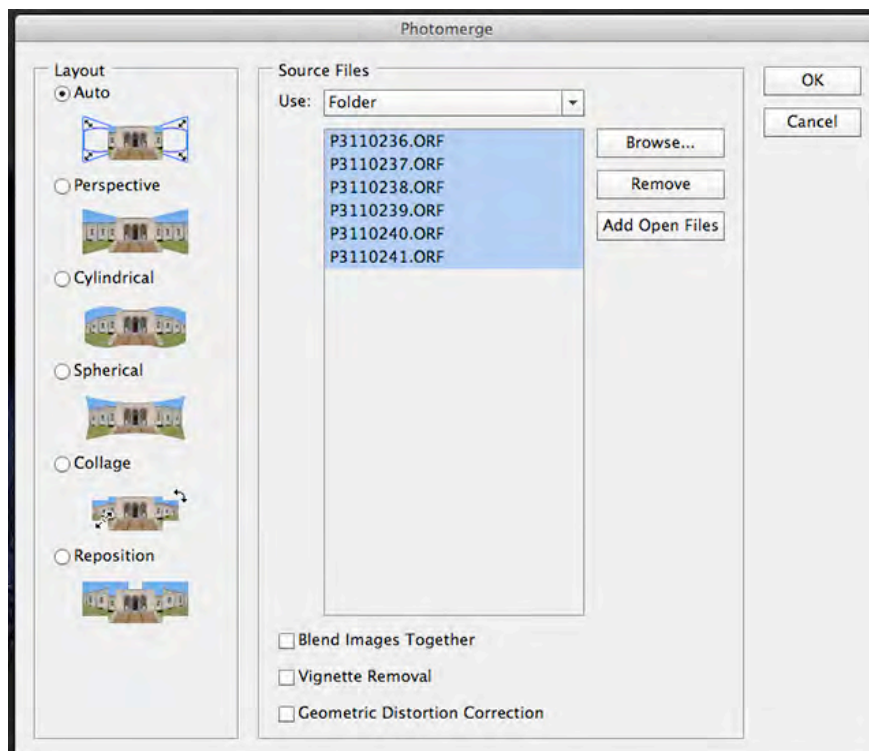 Photomerge
Layout
Auto
Perspective
Cylindrical
Spherical
Collage
Reposition
Source Files
Use: Folder
P3110236.ORF
P3110237.ORF
P3110238.ORF
P3110239.ORF
P3110240.ORF
P3110241.ORF
Browse...
Remove
Add Open Files
Blend Images Together
Vignette Removal
Geometric Distortion Correction
OK
Cancel